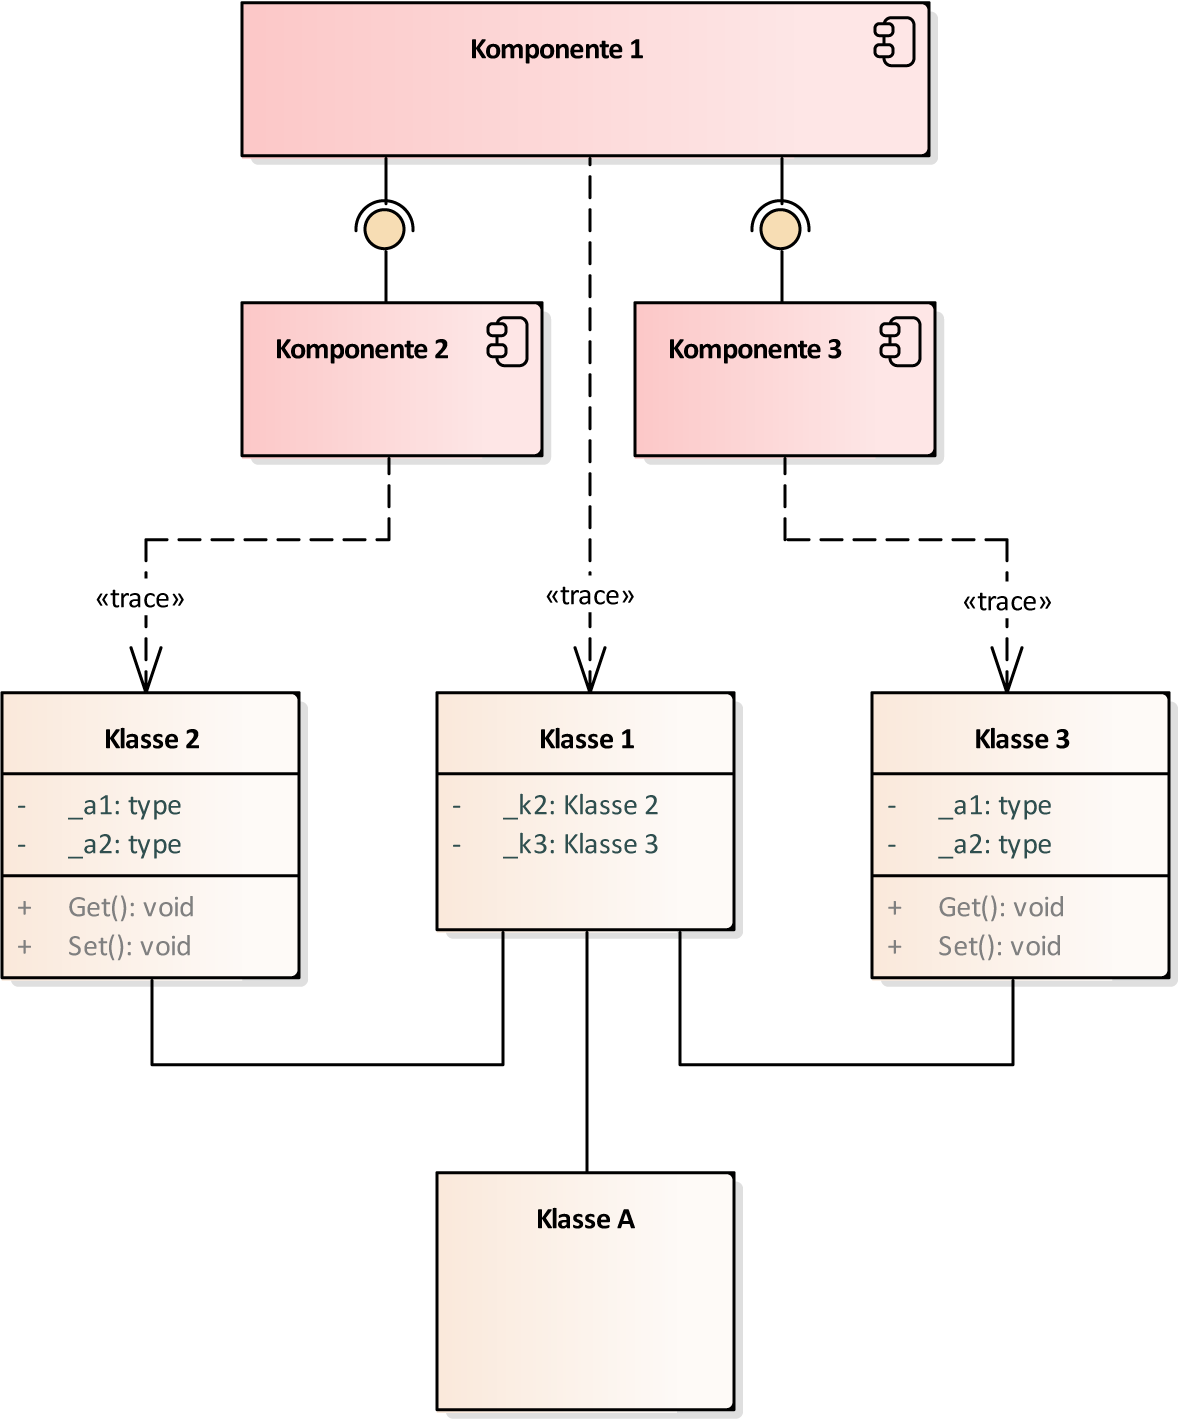 Komponente 1
Komponente 2
Komponente 3
«trace»
«trace»
«trace»
Klasse 2
- _a1: type
- _a2: type
+ Get(): void
+ Set(): void
Klasse 1
- _k2: Klasse 2
- _k3: Klasse 3
Klasse 3
- _a1: type
- _a2: type
+ Get(): void
+ Set(): void
Klasse A